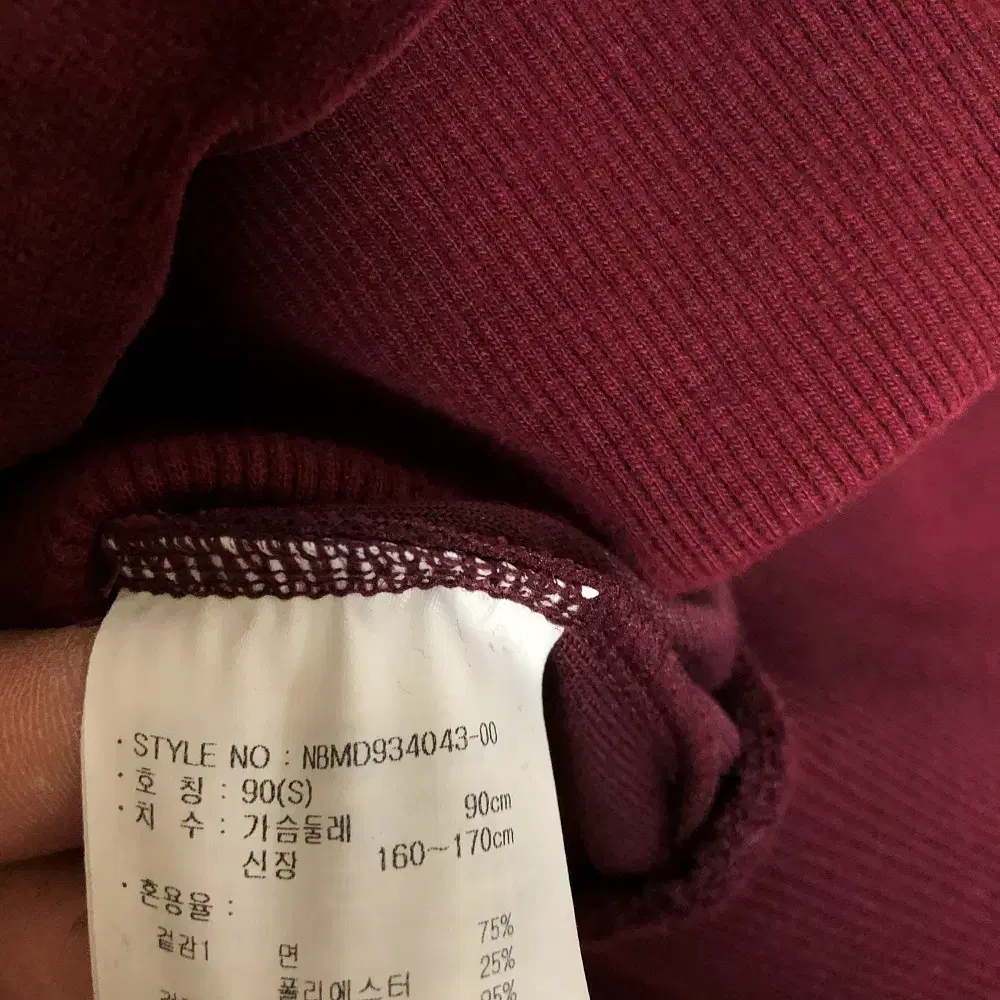 · STYLE NO : NBMD934043-00
· 호 칭 : 90(S)
· 치 수 : 가슴둘레 90cm
신장 160~170cm
· 혼용율 :
겉감1 면 75%
폴리에스터 25%